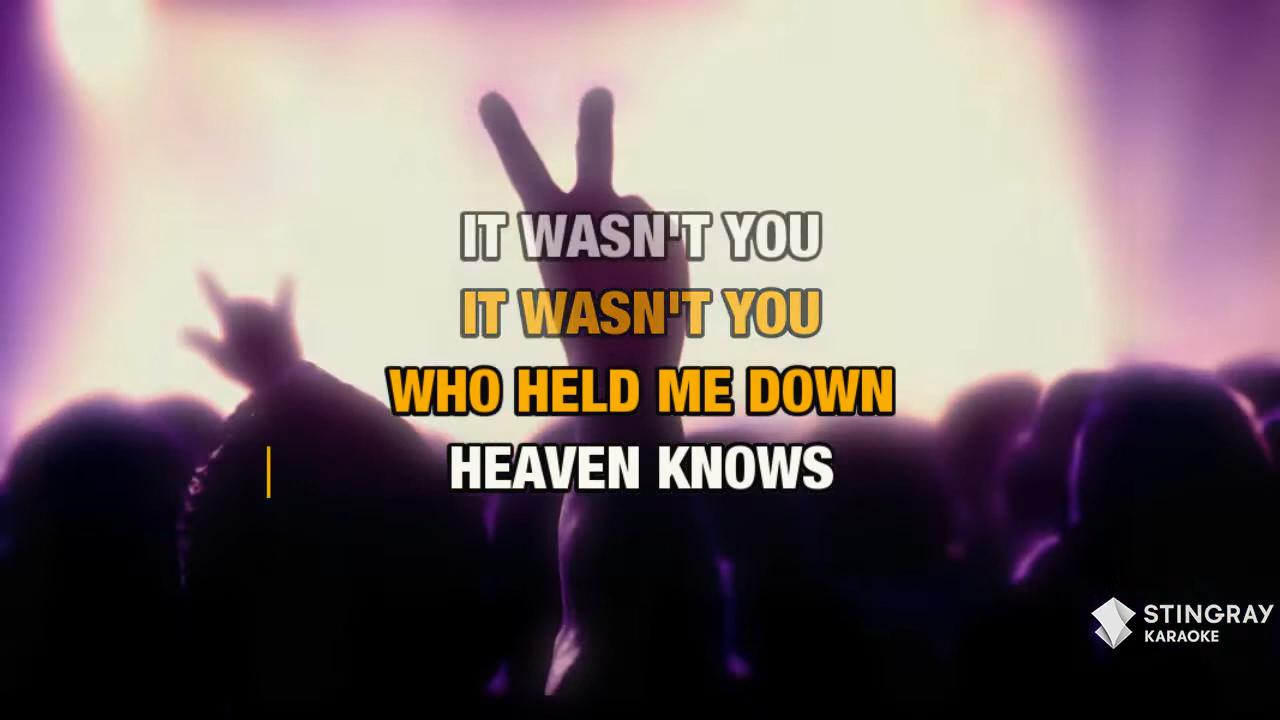 IT WASN'T YOU
IT WASN'T YOU
WHO HELD ME DOWN
HEAVEN KNOWS
STINGRAY
KARAOKE